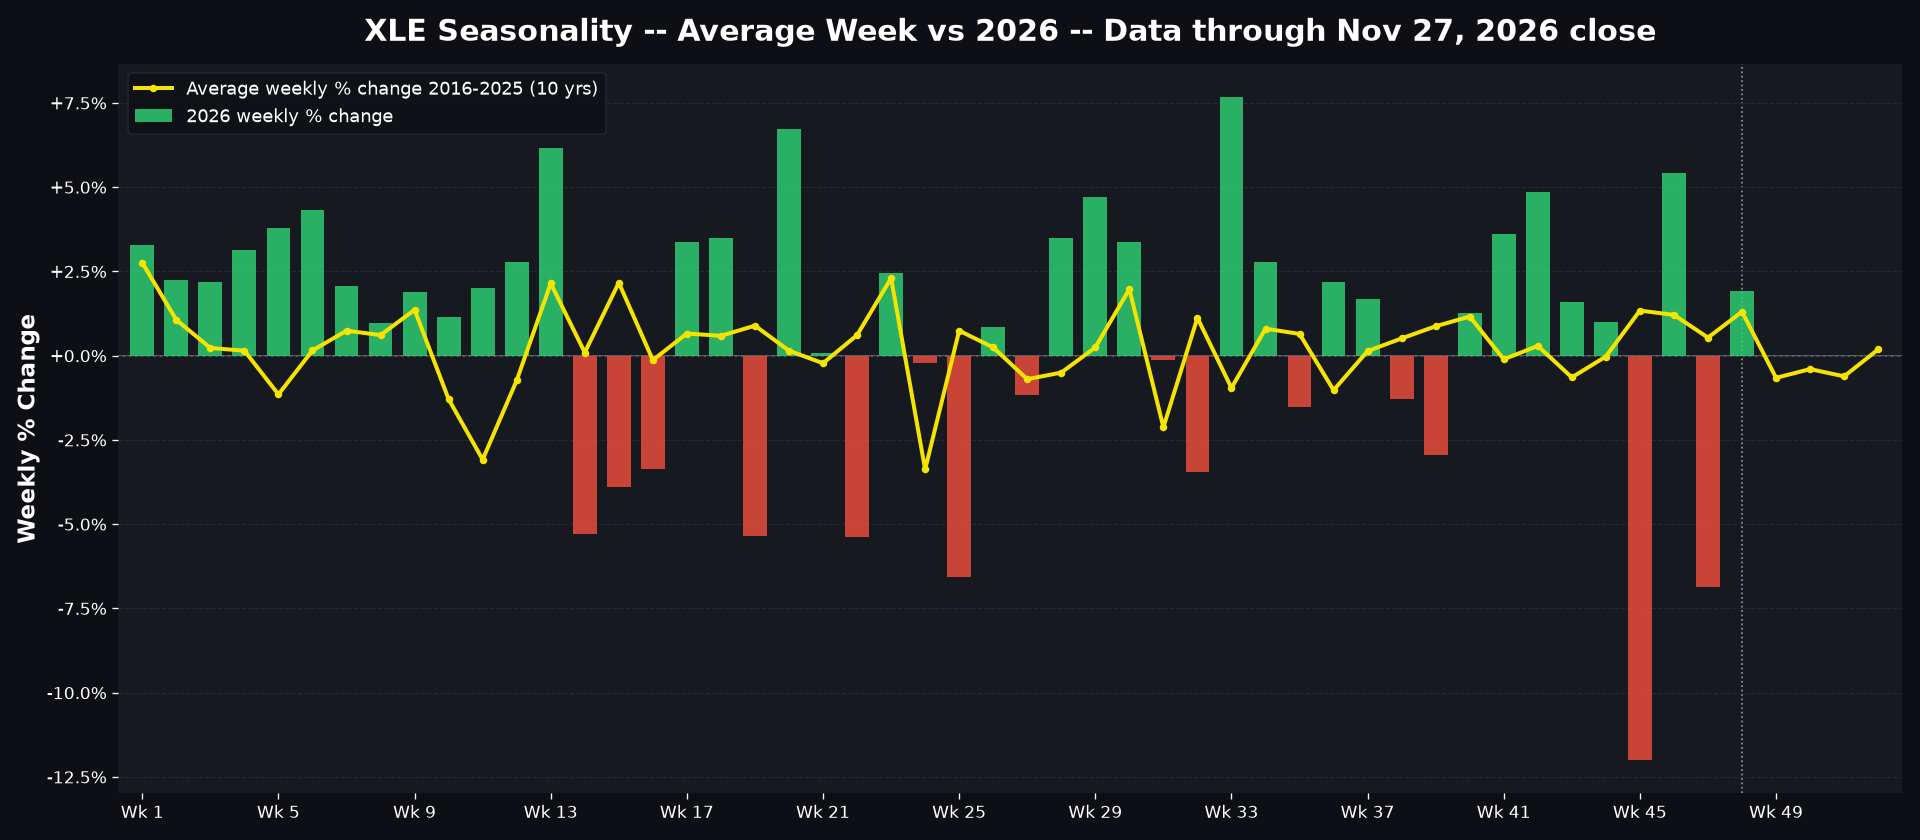 XLE Seasonality -- Average Week vs 2026 -- Data through Nov 27, 2026 close
Average weekly % change 2016-2025 (10 yrs)
2026 weekly % change
Weekly % Change
+7.5%
+5.0%
+2.5%
+0.0%
-2.5%
-5.0%
-7.5%
-10.0%
-12.5%
Wk 1 Wk 5 Wk 9 Wk 13 Wk 17 Wk 21 Wk 25 Wk 29 Wk 33 Wk 37 Wk 41 Wk 45 Wk 49